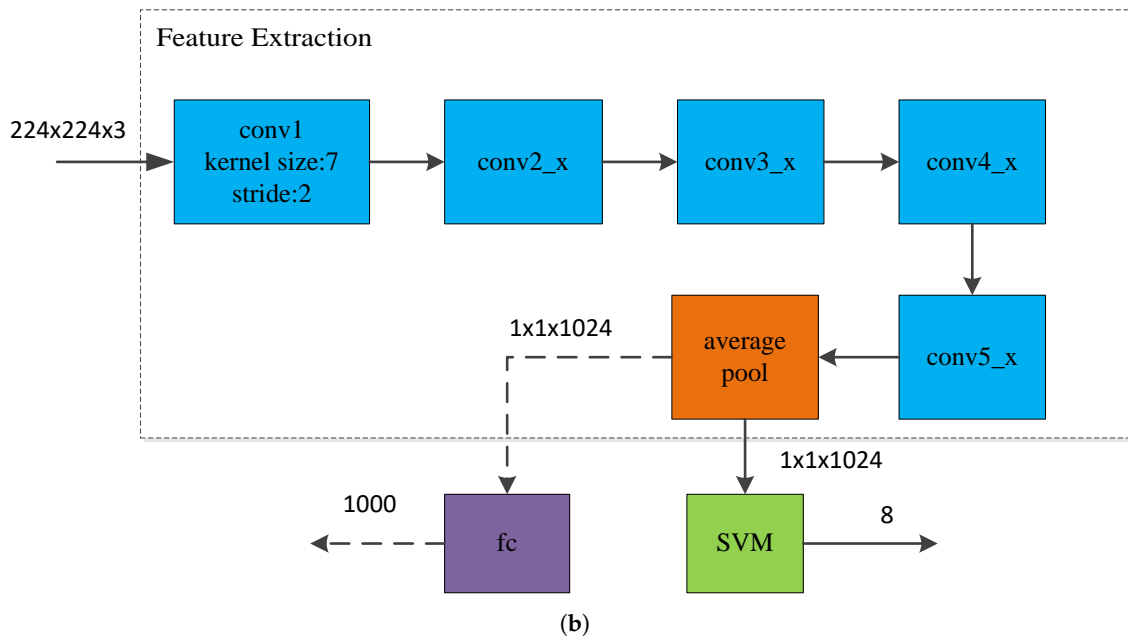 Feature Extraction
224x224x3
conv1
kernel size:7
stride:2
conv2_x
conv3_x
conv4_x
1x1x1024
average
pool
conv5_x
1x1x1024
1000
fc
SVM
8
(b)